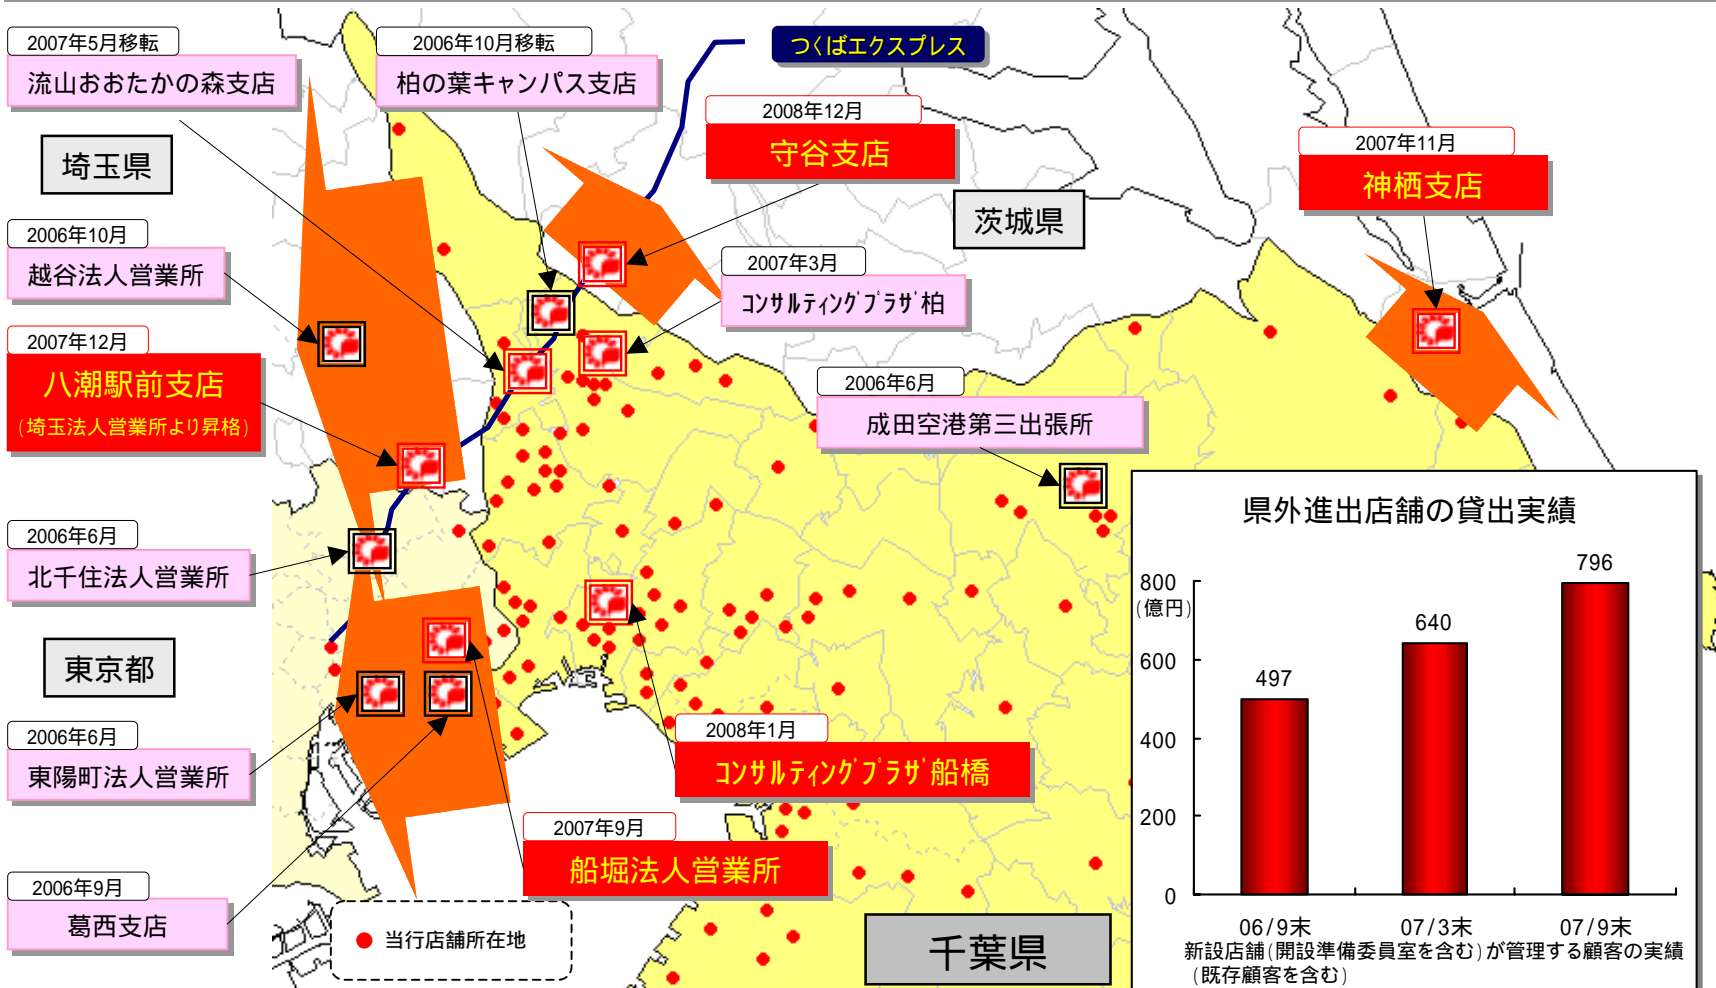 2007年5月移転
流山おおたかの森支店
2006年10月移転
柏の葉キャンパス支店
つくばエクスプレス
2008年12月
守谷支店
2007年11月
神栖支店
埼玉県
茨城県
2006年10月
越谷法人営業所
2007年3月
コンサルティングプラザ柏
2007年12月
八潮駅前支店
(埼玉法人営業所より昇格)
2006年6月
成田空港第三出張所
2006年6月
北千住法人営業所
東京都
2006年6月
東陽町法人営業所
2008年1月
コンサルティングプラザ船橋
2007年9月
船堀法人営業所
2006年9月
葛西支店
当行店舗所在地
千葉県
県外進出店舗の貸出実績
800
(億円)
600
400
200
0
497
640
796
06/9末
07/3末
07/9末
新設店舗(開設準備委員室を含む)が管理する顧客の実績
(既存顧客を含む)